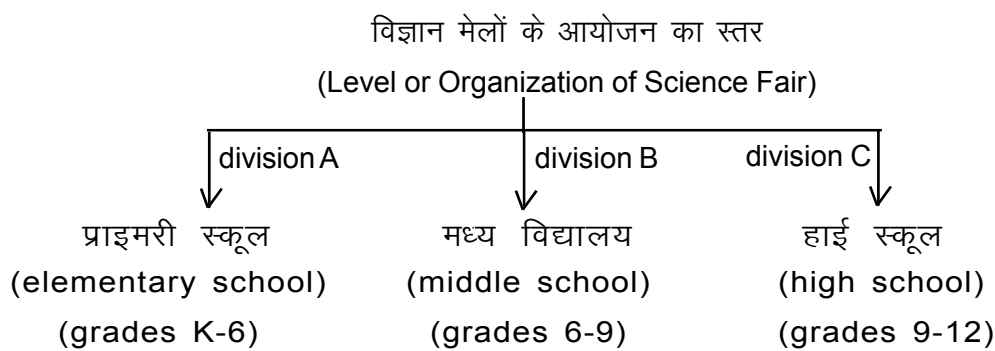 विज्ञान मेलों के आयोजन का स्तर
(Level or Organization of Science Fair)
division A division B division C
प्राइमरी स्कूल मध्य विद्यालय हाई स्कूल
(elementary school) (middle school) (high school)
(grades K-6) (grades 6-9) (grades 9-12)